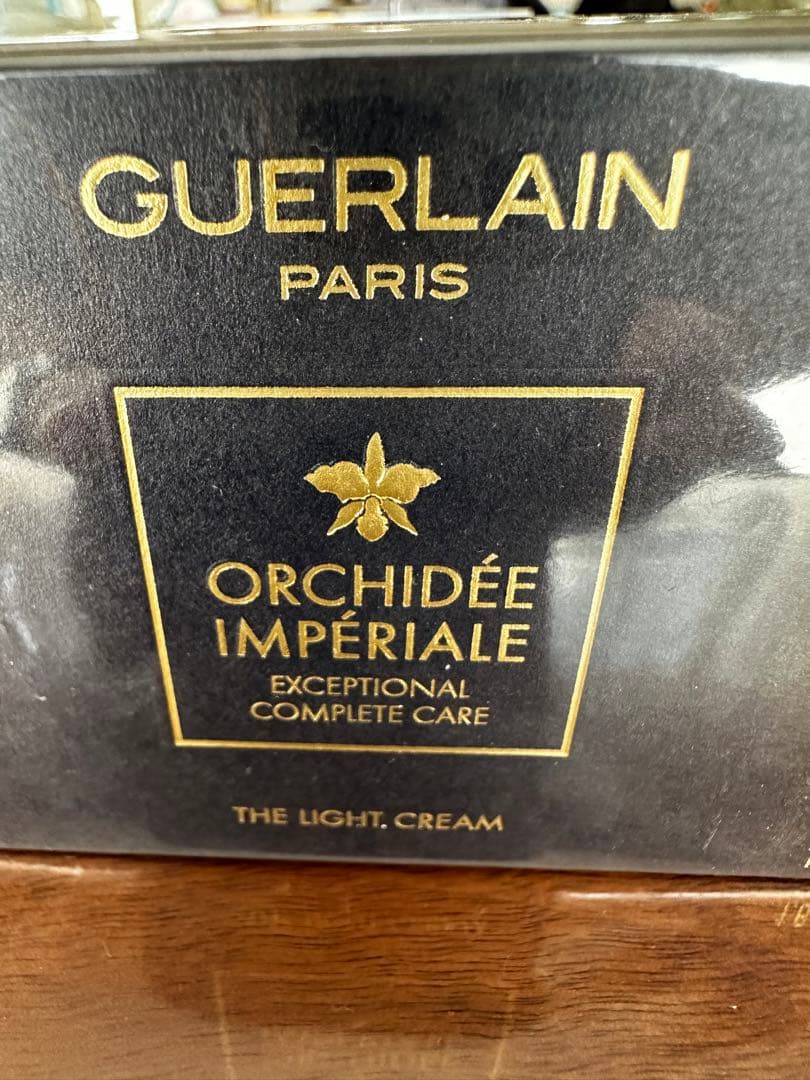 GUERLAIN
PARIS
ORCHIDÉE
IMPÉRIALE
EXCEPTIONAL
COMPLETE CARE
THE LIGHT CREAM